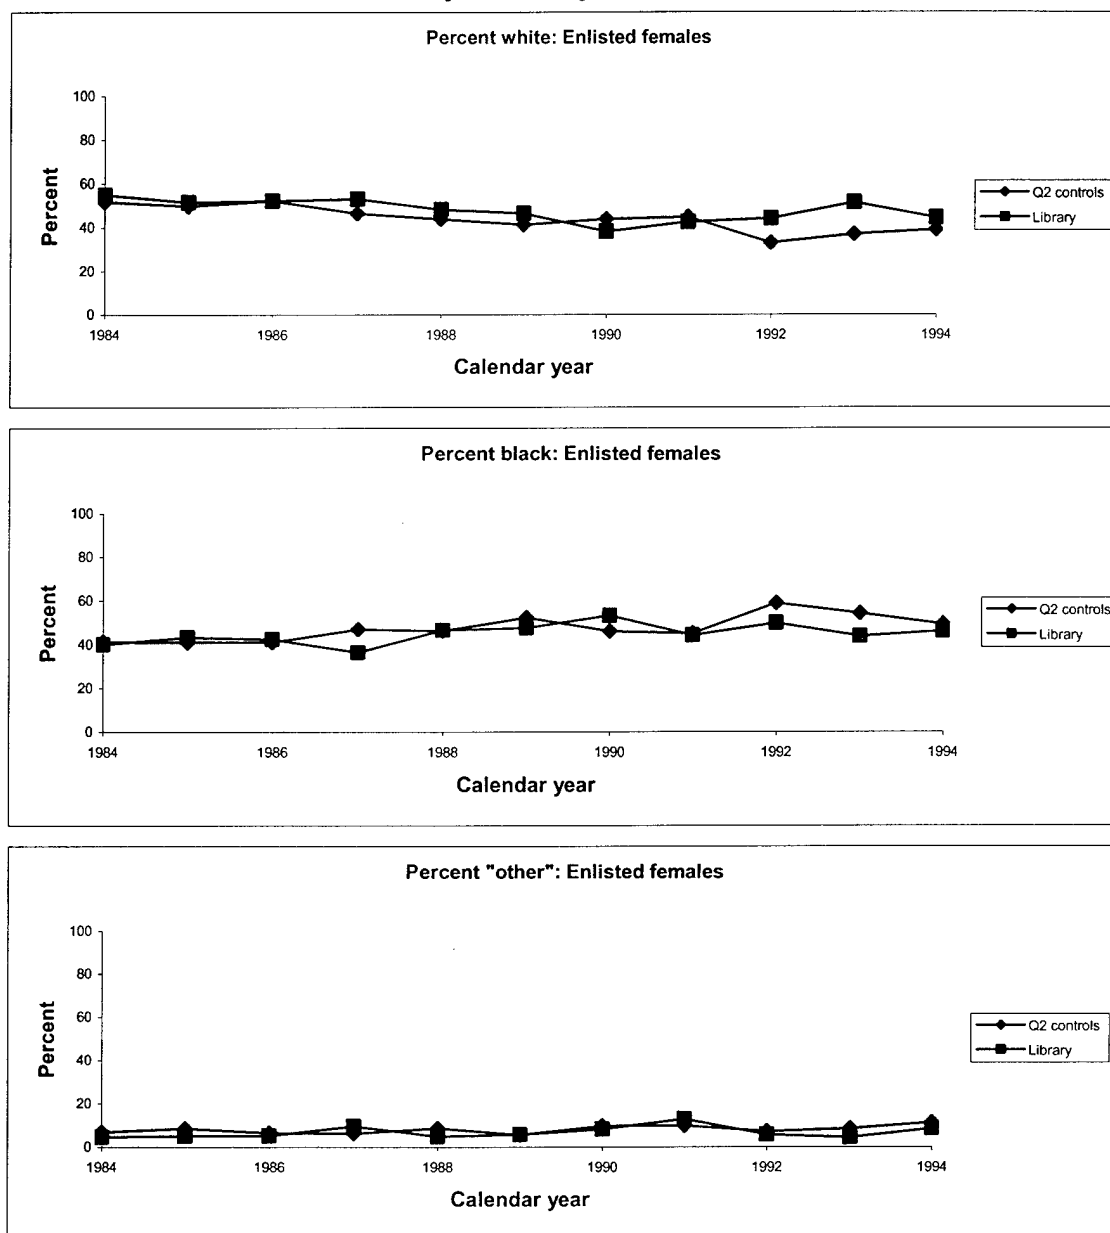 Percent white: Enlisted females
100
80
60
40
20
0
Percent
1984
1986
1988
1990
1992
1994
Calendar year
Q2 controls
Library
Percent black: Enlisted females
100
80
60
40
20
0
Percent
1984
1986
1988
1990
1992
1994
Calendar year
Q2 controls
Library
Percent "other": Enlisted females
100
80
60
40
20
0
Percent
1984
1986
1988
1990
1992
1994
Calendar year
Q2 controls
Library